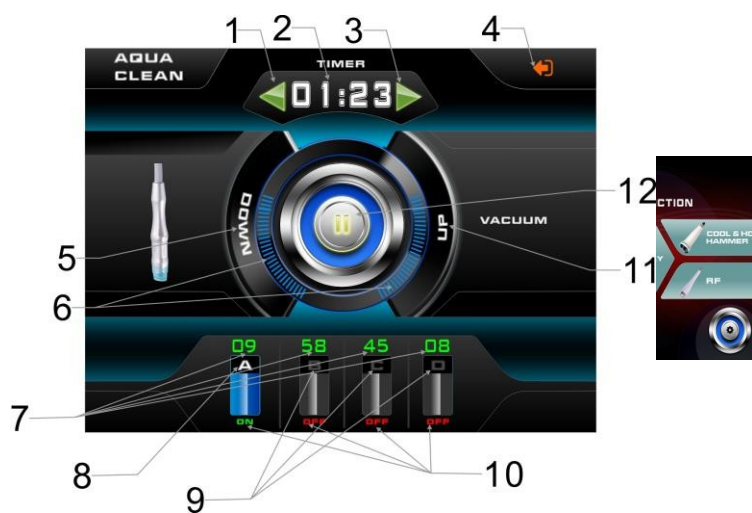 1
2
3
4
AQUA
CLEAN
TIMER
01:23
DOWN
UP
VACUUM
12
5
11
6
CTION
COOL & HO
HAMMER
Y
RF
09
58
45
08
A
B
C
D
7
ON
OFF
OFF
OFF
8
9
10